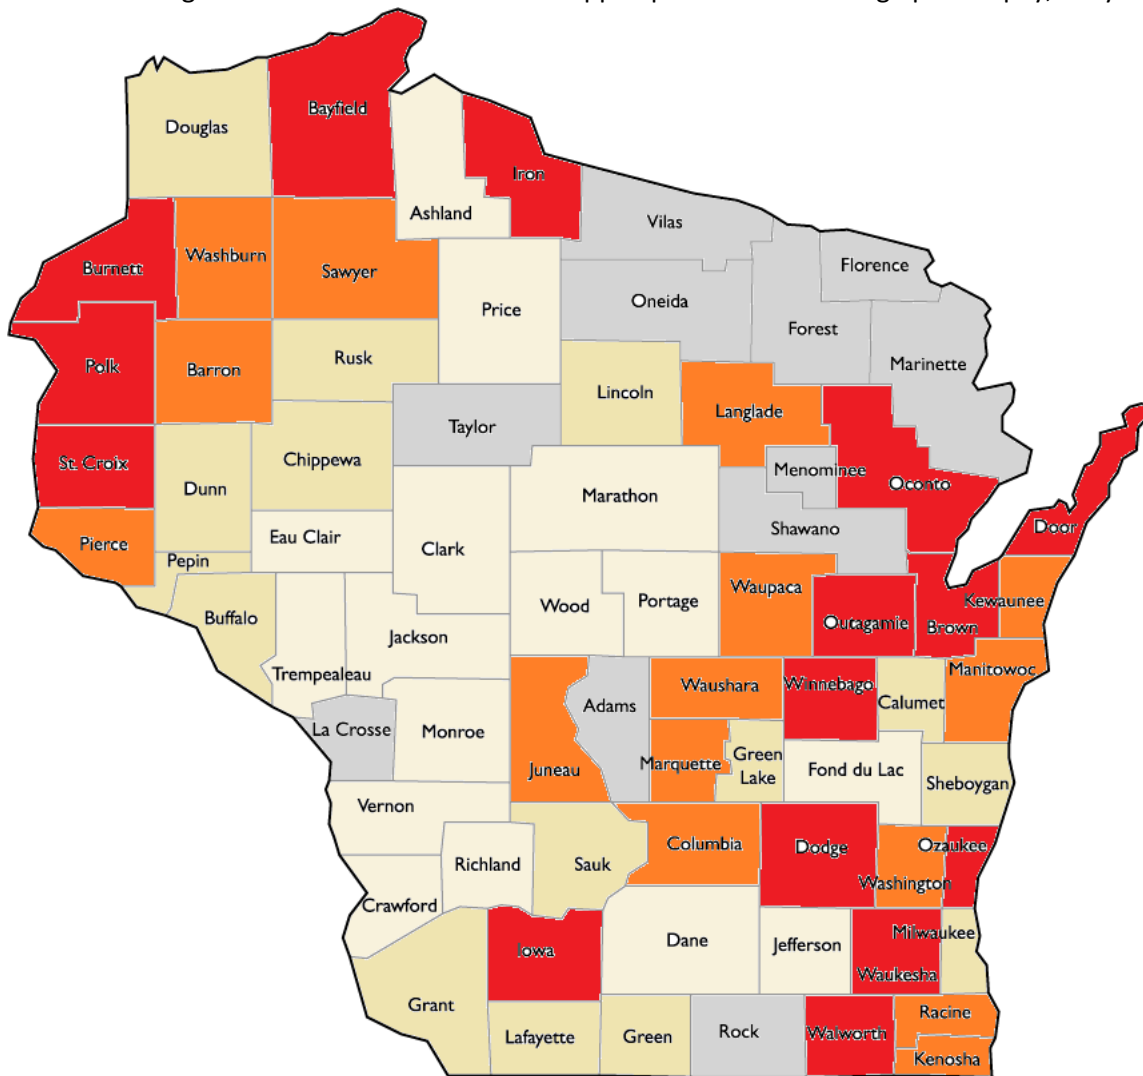 Bayfield
Douglas
Iron
Ashland
Vilas
Washburn
Florence
Burnett
Sawyer
Oneida
Price
Forest
Rusk
Marinette
Polk
Barron
Lincoln
Langlade
Taylor
Chippewa
St. Croix
Menominee
Oconto
Dunn
Marathon
Door
Shawano
Eau Clair
Pierce
Clark
Pepin
Waupaca
Kewaunee
Wood
Portage
Buffalo
Outagamie
Brown
Jackson
Trempealeau
Manitowoc
Waushara
Winnebago
Calumet
Adams
La Crosse
Monroe
Green
Lake
Marquette
Juneau
Fond du Lac
Sheboygan
Vernon
Columbia
Dodge
Ozaukee
Richland
Sauk
Washington
Crawford
Milwaukee
Dane
Jefferson
Iowa
Waukesha
Grant
Racine
Rock
Walworth
Lafayette
Green
Kenosha